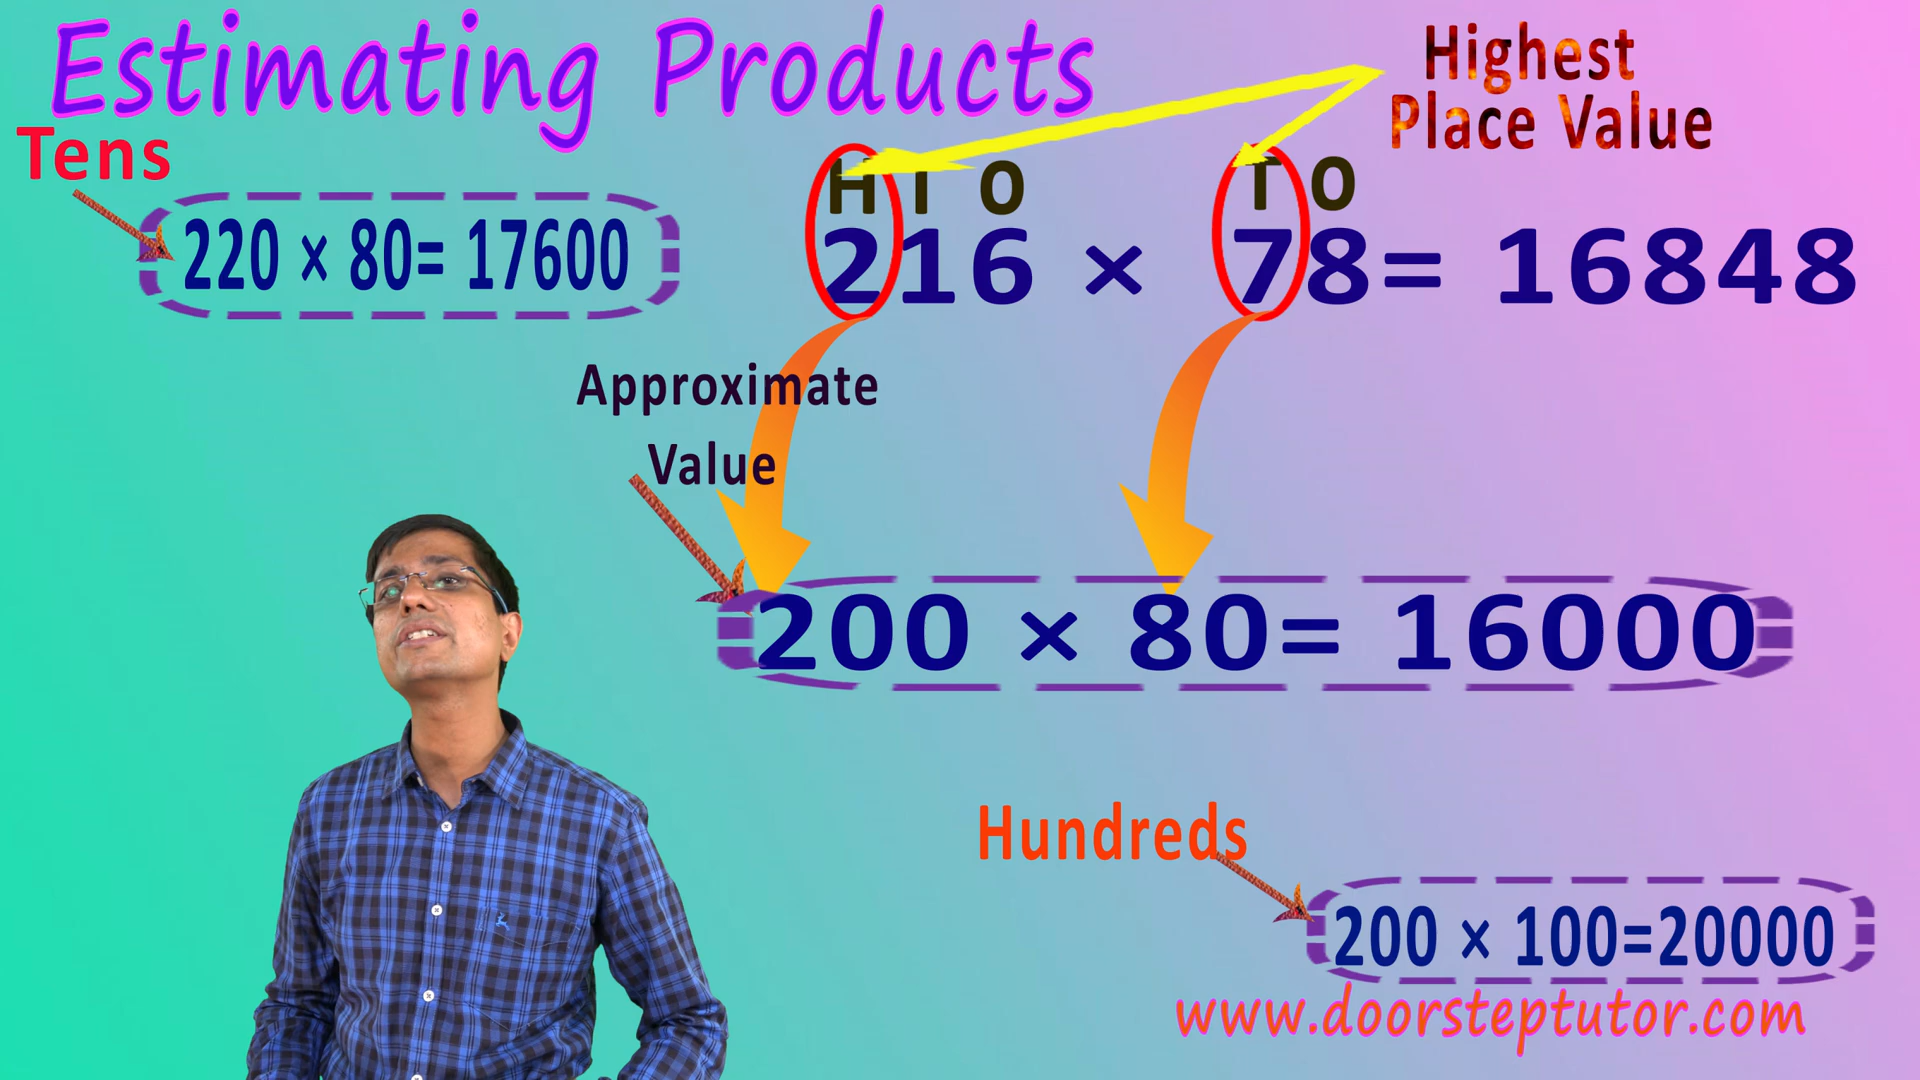 Estimating Products
Highest
Place Value
Tens
H T O
T O
220 × 80= 17600
216 × 78= 16848
Approximate
Value
200 × 80= 16000
Hundreds
200 × 100=20000
www.doorsteptutor.com